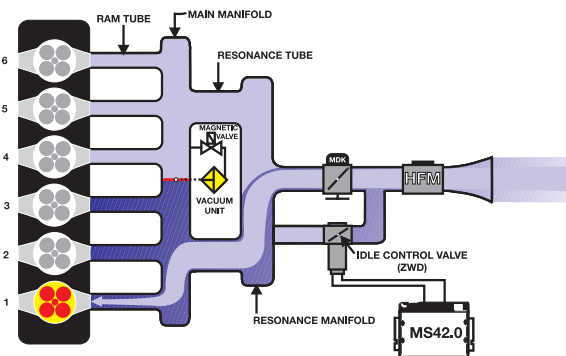 RAM TUBE
MAIN MANIFOLD
RESONANCE TUBE
6
5
4
3
2
1
MAGNETIC
VALVE
VACUUM
UNIT
MDK
HFM
IDLE CONTROL VALVE
(ZWD)
RESONANCE MANIFOLD
MS42.0